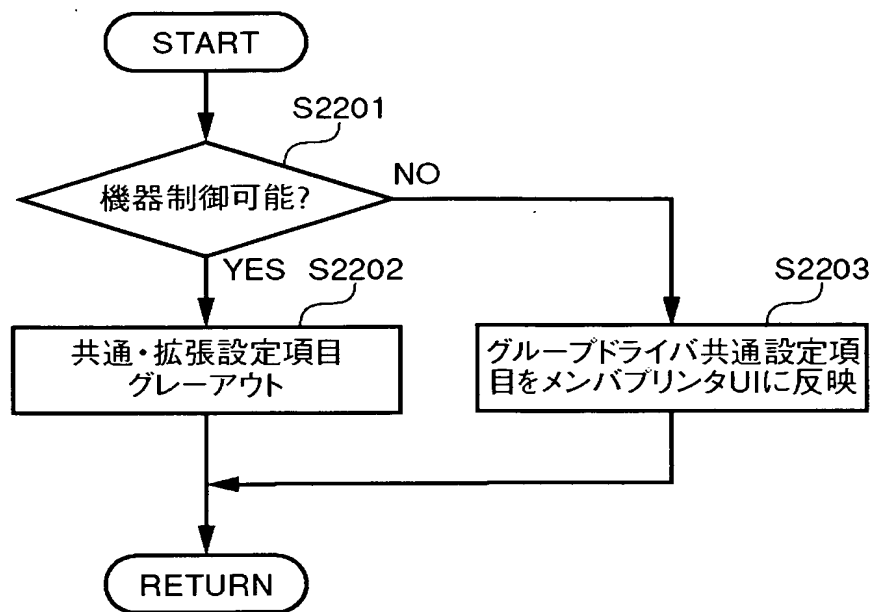 START
S2201
機器制御可能?
NO
YES
S2202
S2203
共通・拡張設定項目
グレーアウト
グループドライバ共通設定項
目をメンバプリンタUIに反映
RETURN